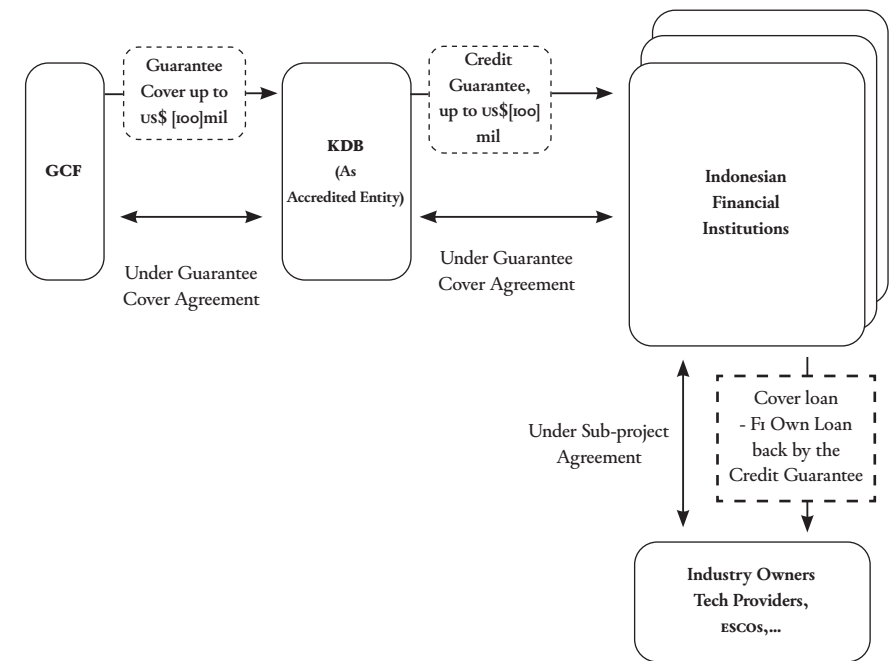 GCF
Guarantee
Cover up to
US$ [100]mil
KDB
(As
Accredited Entity)
Credit
Guarantee,
up to US$[100]
mil
Indonesian
Financial
Institutions
Under Guarantee
Cover Agreement
Under Guarantee
Cover Agreement
Under Sub-project
Agreement
Cover loan
- FI Own Loan
back by the
Credit Guarantee
Industry Owners
Tech Providers,
ESCOs,...